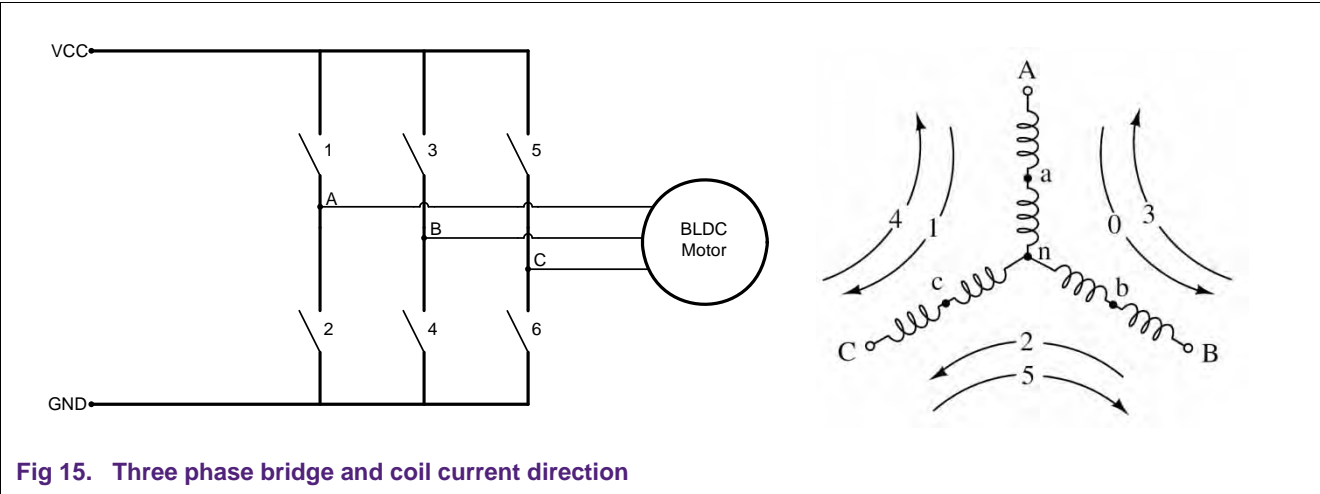 VCC
1
3
5
A
B
C
BLDC
Motor
2
4
6
GND
A
a
4
1
0
3
n
c
b
C
B
2
5
Fig 15. Three phase bridge and coil current direction